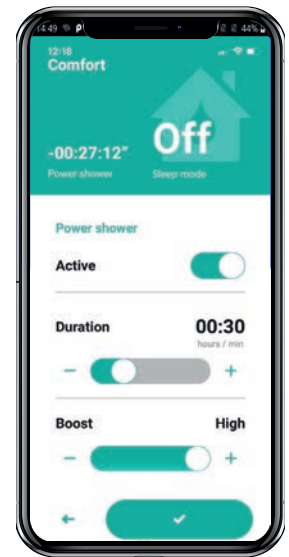 14:49
44%
12:18
Comfort
Off
-00:27:12"
Power shower
Sleep mode
Power shower
Active
Duration
00:30
hours / min
Boost
High